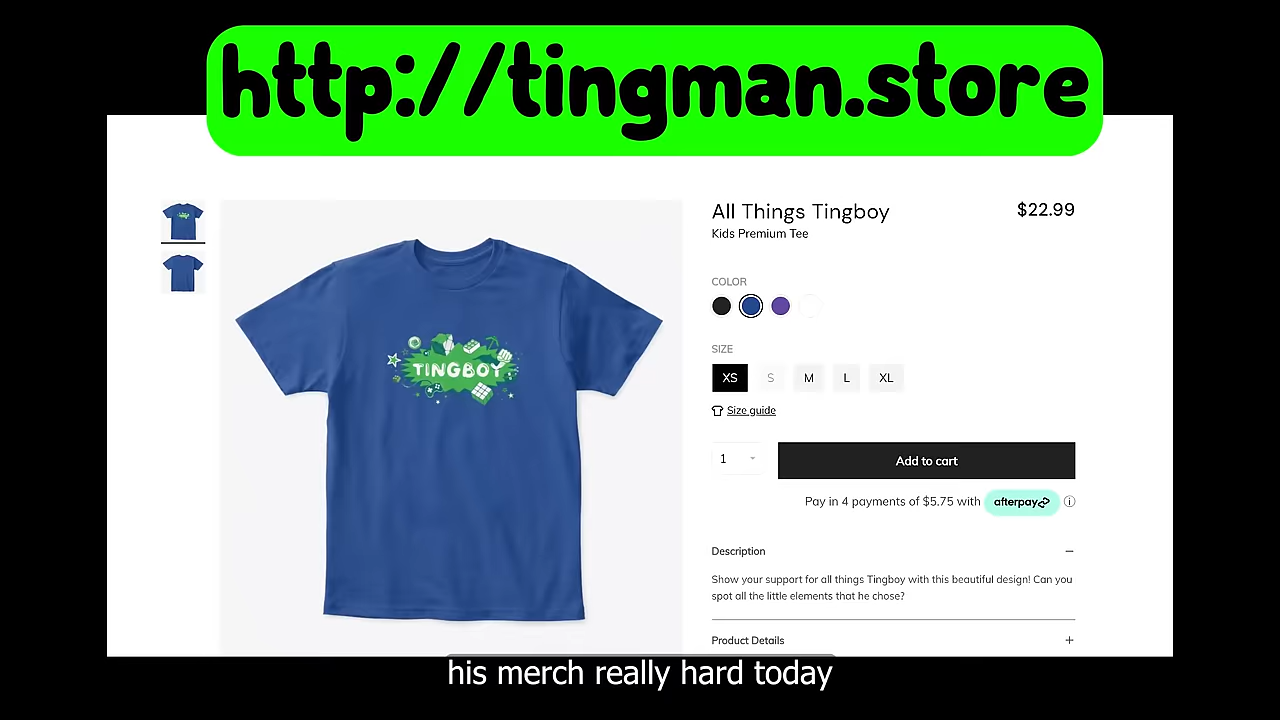 http://tingman.store
All Things Tingboy
$22.99
Kids Premium Tee
COLOR
SIZE
XS
S
M
L
XL
Size guide
1
Add to cart
Pay in 4 payments of $5.75 with afterpay
Description
Show your support for all things Tingboy with this beautiful design! Can you
spot all the little elements that he chose?
Product Details
TINGBOY
his merch really hard today